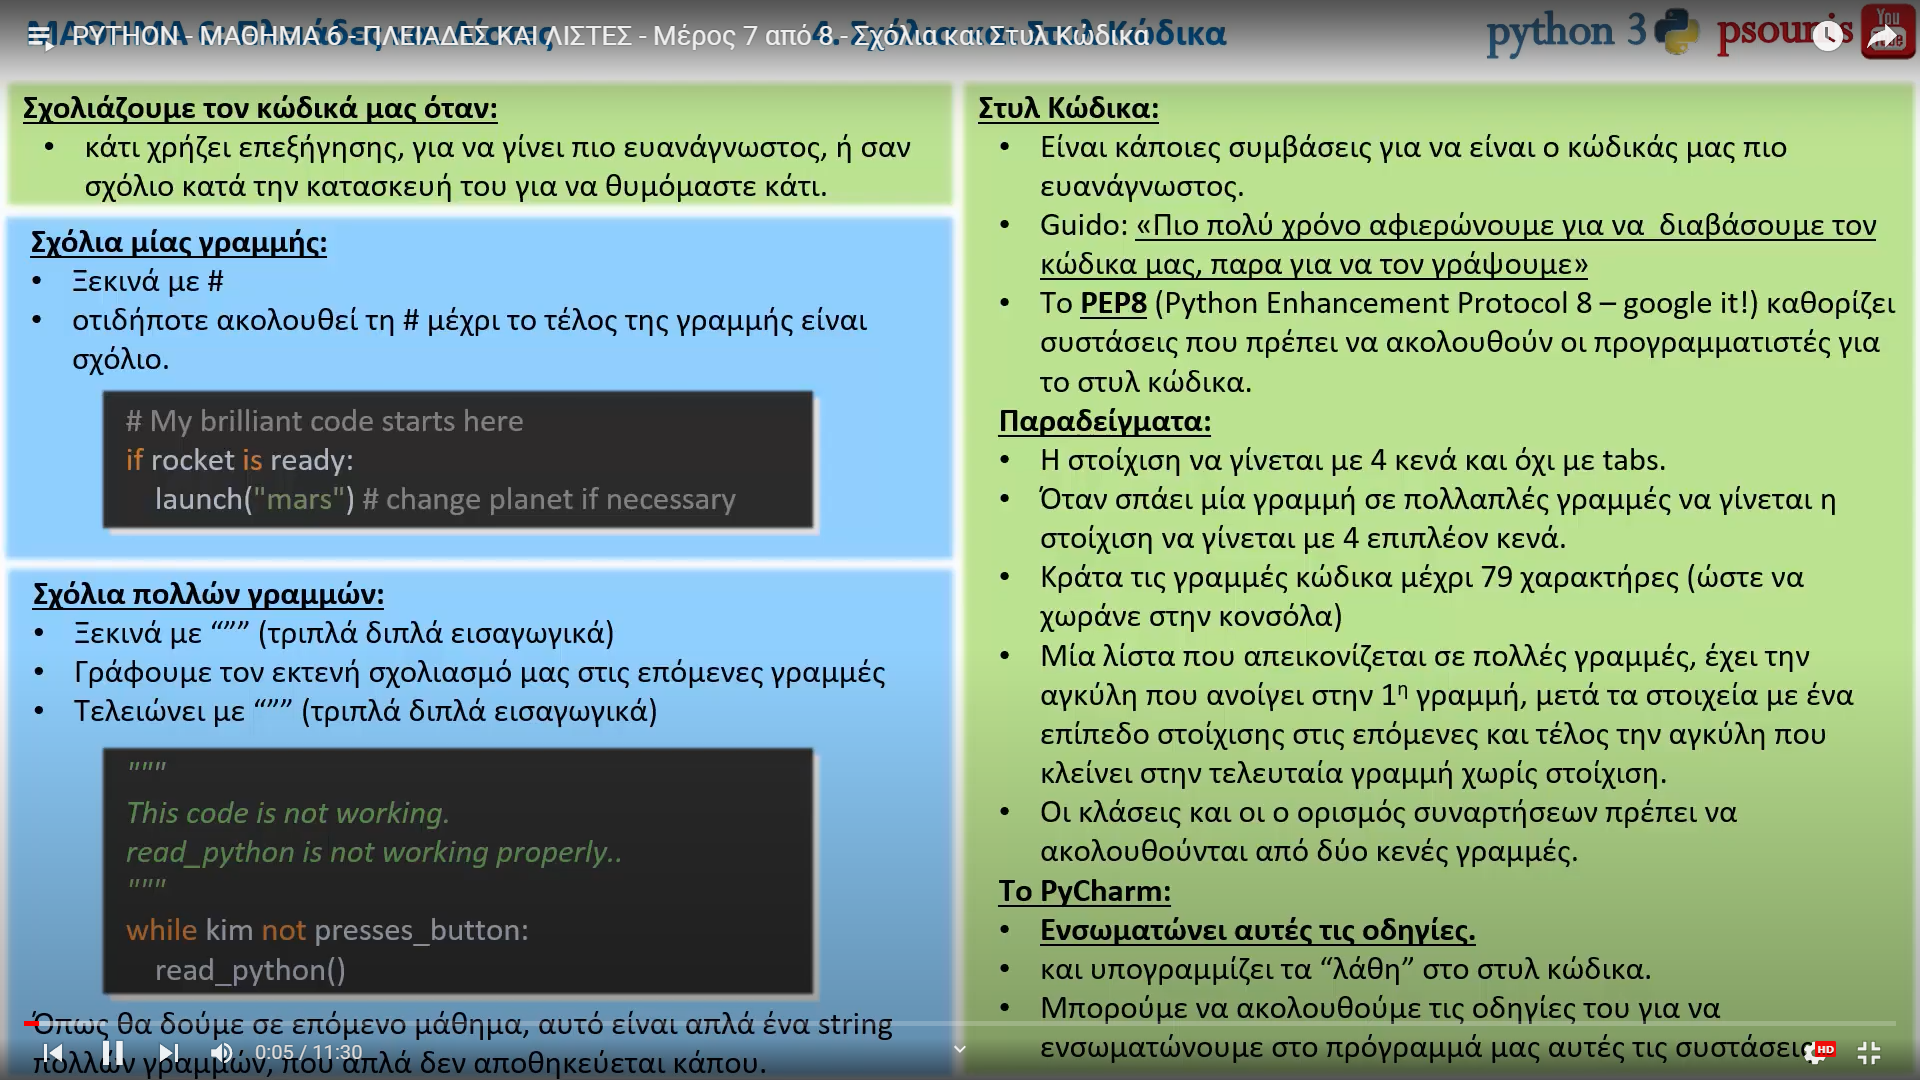 PYTHON - ΜΑΘΗΜΑ 6 - ΠΛΕΙΑΔΕΣ ΚΑΙ ΛΙΣΤΕΣ - Μέρος 7 από 8 - Σχόλια και Στυλ Κώδικα
python 3 psounis You Tube
Σχολιάζουμε τον κώδικά μας όταν:
• κάτι χρήζει επεξήγησης, για να γίνει πιο ευανάγνωστος, ή σαν
σχόλιο κατά την κατασκευή του για να θυμόμαστε κάτι.
Σχόλια μίας γραμμής:
• Ξεκινά με #
• οτιδήποτε ακολουθεί τη # μέχρι το τέλος της γραμμής είναι
σχόλιο.
# My brilliant code starts here
if rocket is ready:
launch("mars") # change planet if necessary
Σχόλια πολλών γραμμών:
• Ξεκινά με “”” (τριπλά διπλά εισαγωγικά)
• Γράφουμε τον εκτενή σχολιασμό μας στις επόμενες γραμμές
• Τελειώνει με “”” (τριπλά διπλά εισαγωγικά)
"""
This code is not working.
read_python is not working properly..
"""
while kim not presses_button:
read_python()
Όπως θα δούμε σε επόμενο μάθημα, αυτό είναι απλά ένα string
πολλών γραμμών, που απλά δεν αποθηκεύεται κάπου.
0:05 / 11:30
Στυλ Κώδικα:
• Είναι κάποιες συμβάσεις για να είναι ο κώδικάς μας πιο
ευανάγνωστος.
• Guido: «Πιο πολύ χρόνο αφιερώνουμε για να διαβάσουμε τον
κώδικα μας, παρα για να τον γράψουμε»
• Το PEP8 (Python Enhancement Protocol 8 – google it!) καθορίζει
συστάσεις που πρέπει να ακολουθούν οι προγραμματιστές για
το στυλ κώδικα.
Παραδείγματα:
• Η στοίχιση να γίνεται με 4 κενά και όχι με tabs.
• Όταν σπάει μία γραμμή σε πολλαπλές γραμμές να γίνεται η
στοίχιση να γίνεται με 4 επιπλέον κενά.
• Κράτα τις γραμμές κώδικα μέχρι 79 χαρακτήρες (ώστε να
χωράνε στην κονσόλα)
• Μία λίστα που απεικονίζεται σε πολλές γραμμές, έχει την
αγκύλη που ανοίγει στην 1η γραμμή, μετά τα στοιχεία με ένα
επίπεδο στοίχισης στις επόμενες και τέλος την αγκύλη που
κλείνει στην τελευταία γραμμή χωρίς στοίχιση.
• Οι κλάσεις και οι ο ορισμός συναρτήσεων πρέπει να
ακολουθούνται από δύο κενές γραμμές.
Το PyCharm:
• Ενσωματώνει αυτές τις οδηγίες.
• και υπογραμμίζει τα “λάθη” στο στυλ κώδικα.
• Μπορούμε να ακολουθούμε τις οδηγίες του για να
ενσωματώνουμε στο πρόγραμμά μας αυτές τις συστάσεις
HD